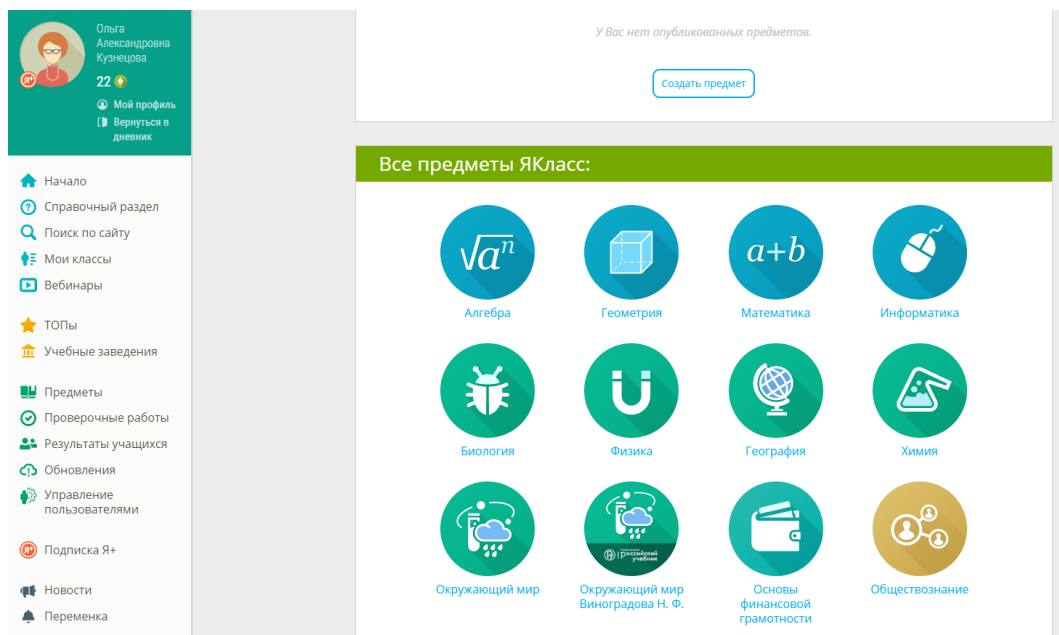 Ольга
Александровна
Кузнецова
22
Я+
Мой профиль
Вернуться в
дневник
Начало
Справочный раздел
Поиск по сайту
Мои классы
Вебинары
ТОПы
Учебные заведения
Предметы
Проверочные работы
Результаты учащихся
Обновления
Управление
пользователями
Я+
Подписка Я+
Новости
Переменка
У Вас нет опубликованных предметов.
Создать предмет
Все предметы ЯКласс:
√aⁿ
a+b
Алгебра
Геометрия
Математика
Информатика
Биология
Физика
География
Химия
российский
учебник
Окружающий мир
Окружающий мир
Виноградова Н. Ф.
Основы
финансовой
грамотности
Обществознание